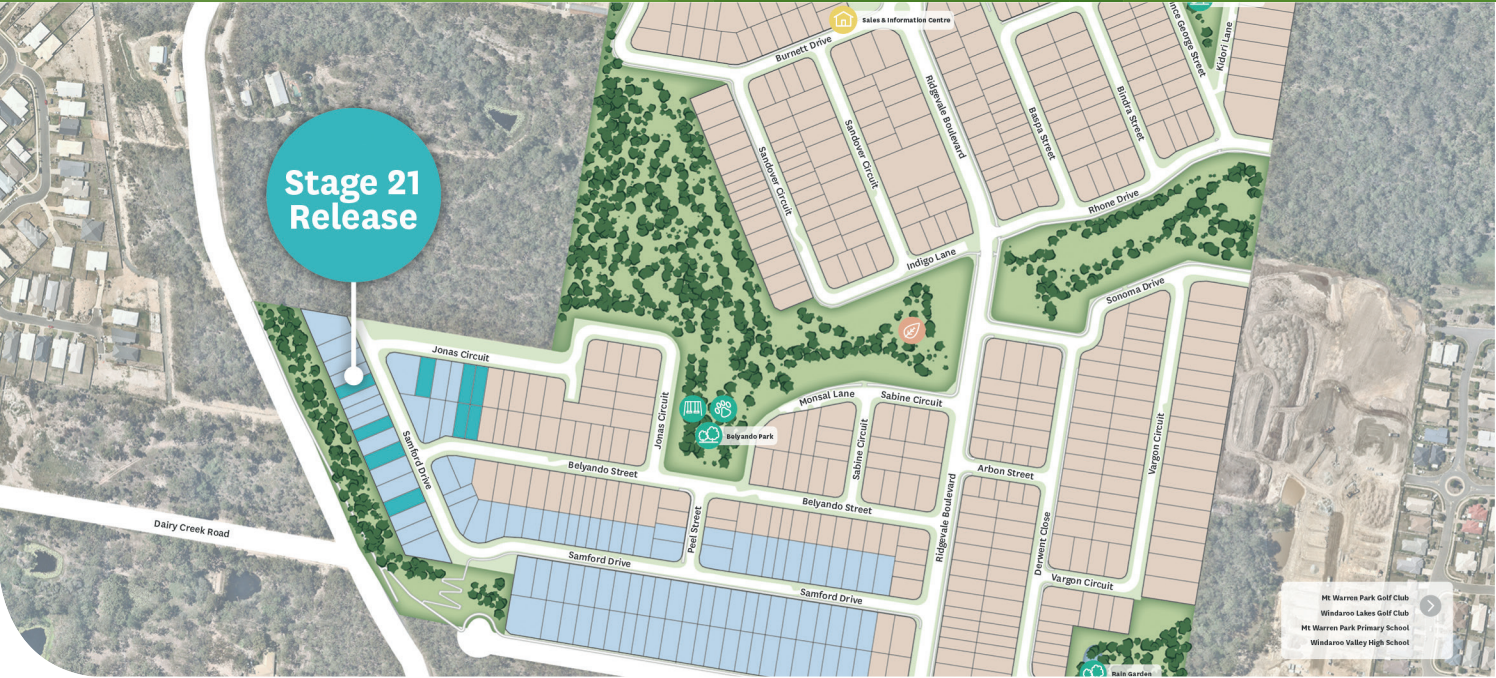 Sales & Information Centre
Burnett Drive
Ridgevale Boulevard
Baspa Street
Bindra Street
George Street
Kidori Lane
Sandover Circuit
Sandover Circuit
Stage 21
Release
Rhone Drive
Indigo Lane
Sonoma Drive
Jonas Circuit
Jonas Circuit
Monsal Lane
Sabine Circuit
Sabine Circuit
Belyando Park
Samford Drive
Belyando Street
Belyando Street
Arbon Street
Vargon Circuit
Peel Street
Ridgevale Boulevard
Derwent Close
Dairy Creek Road
Samford Drive
Samford Drive
Vargon Circuit
Mt Warren Park Golf Club
Windaroo Lakes Golf Club
Mt Warren Park Primary School
Windaroo Valley High School
Rain Garden